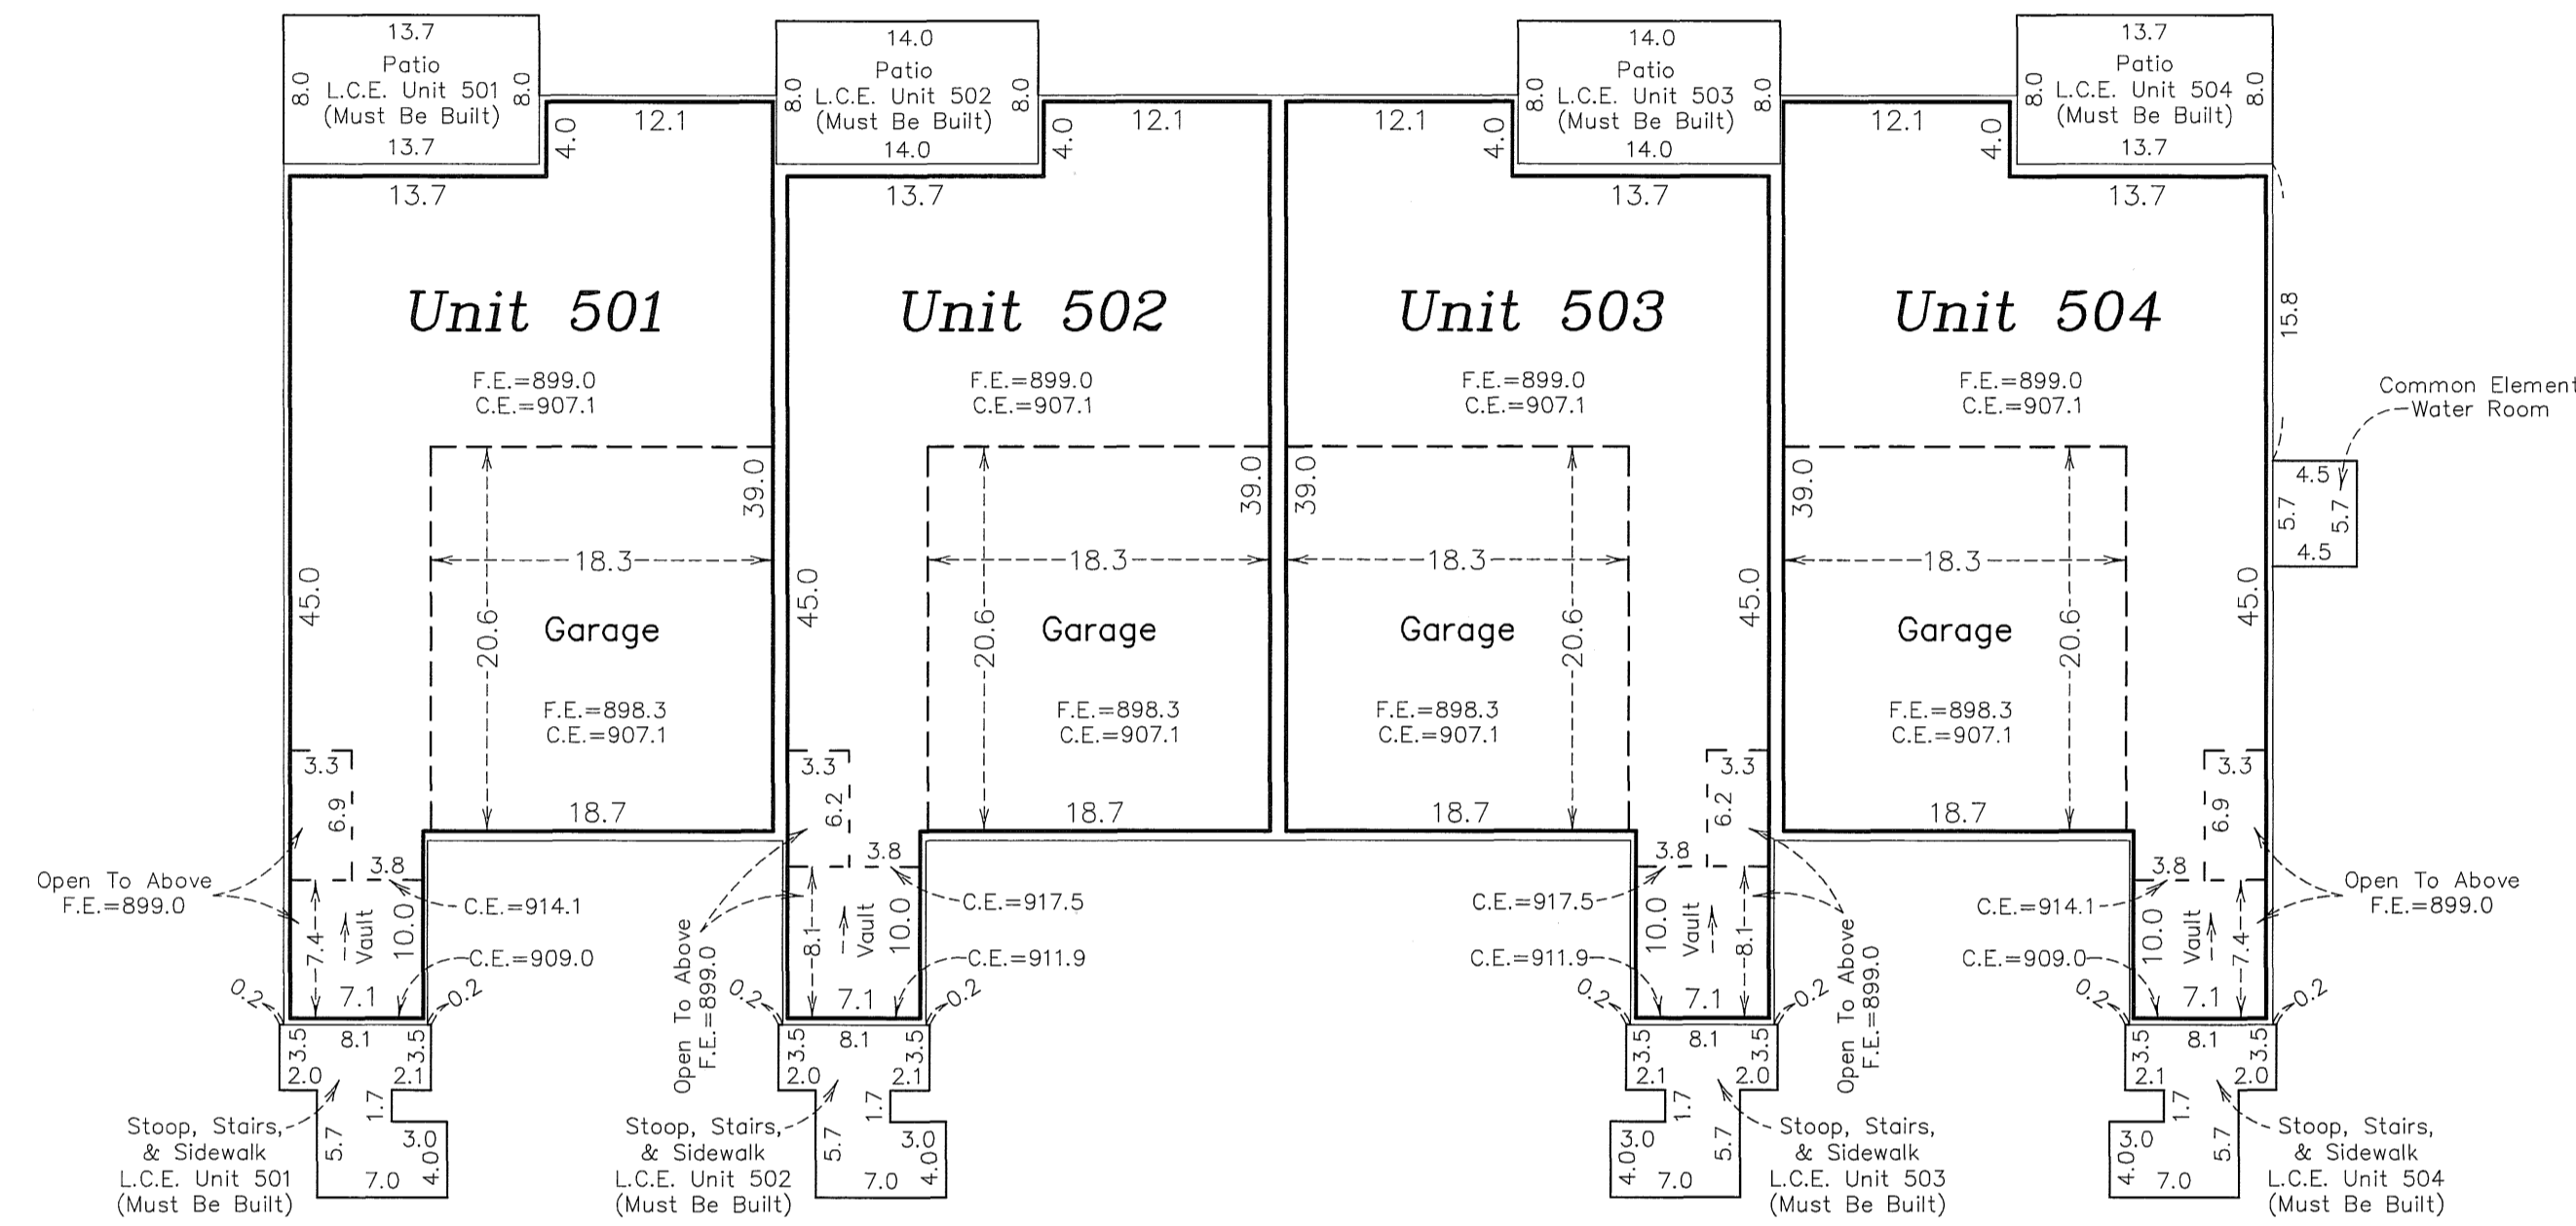 13.7
Patio
8.0
L.C.E. Unit 501
8.0
(Must Be Built)
13.7
14.0
Patio
8.0
L.C.E. Unit 502
8.0
(Must Be Built)
14.0
14.0
Patio
8.0
L.C.E. Unit 503
8.0
(Must Be Built)
14.0
13.7
Patio
8.0
L.C.E. Unit 504
8.0
(Must Be Built)
13.7
4.0
12.1
13.7
Unit 501
F.E.=899.0
C.E.=907.1
39.0
18.3
45.0
20.6
Garage
F.E.=898.3
C.E.=907.1
3.3
6.9
18.7
3.8
Open To Above
F.E.=899.0
C.E.=914.1
7.4
Vault
10.0
C.E.=909.0
7.1
0.2
0.2
3.5
8.1
3.5
2.0
2.1
1.7
Stoop, Stairs,
& Sidewalk
L.C.E. Unit 501
(Must Be Built)
5.7
3.0
4.0
7.0
4.0
12.1
13.7
Unit 502
F.E.=899.0
C.E.=907.1
39.0
18.3
45.0
20.6
Garage
F.E.=898.3
C.E.=907.1
3.3
6.2
18.7
3.8
Open To Above
F.E.=899.0
C.E.=917.5
8.1
Vault
10.0
C.E.=911.9
7.1
0.2
0.2
3.5
8.1
3.5
2.0
2.1
1.7
Stoop, Stairs,
& Sidewalk
L.C.E. Unit 502
(Must Be Built)
5.7
3.0
4.0
7.0
12.1
4.0
13.7
Unit 503
F.E.=899.0
C.E.=907.1
39.0
18.3
45.0
20.6
Garage
F.E.=898.3
C.E.=907.1
3.3
6.2
18.7
3.8
C.E.=917.5
10.0
Vault
8.1
Open To Above
F.E.=899.0
C.E.=911.9
7.1
0.2
0.2
3.5
8.1
3.5
2.1
2.0
1.7
3.0
4.0
5.7
7.0
Stoop, Stairs,
& Sidewalk
L.C.E. Unit 503
(Must Be Built)
12.1
4.0
13.7
Unit 504
15.8
F.E.=899.0
C.E.=907.1
Common Element
Water Room
4.5
5.7
5.7
4.5
39.0
18.3
45.0
20.6
Garage
F.E.=898.3
C.E.=907.1
3.3
6.9
18.7
3.8
C.E.=914.1
10.0
Vault
7.4
Open To Above
F.E.=899.0
C.E.=909.0
7.1
0.2
0.2
3.5
8.1
3.5
2.1
2.0
1.7
3.0
4.0
5.7
7.0
Stoop, Stairs,
& Sidewalk
L.C.E. Unit 504
(Must Be Built)